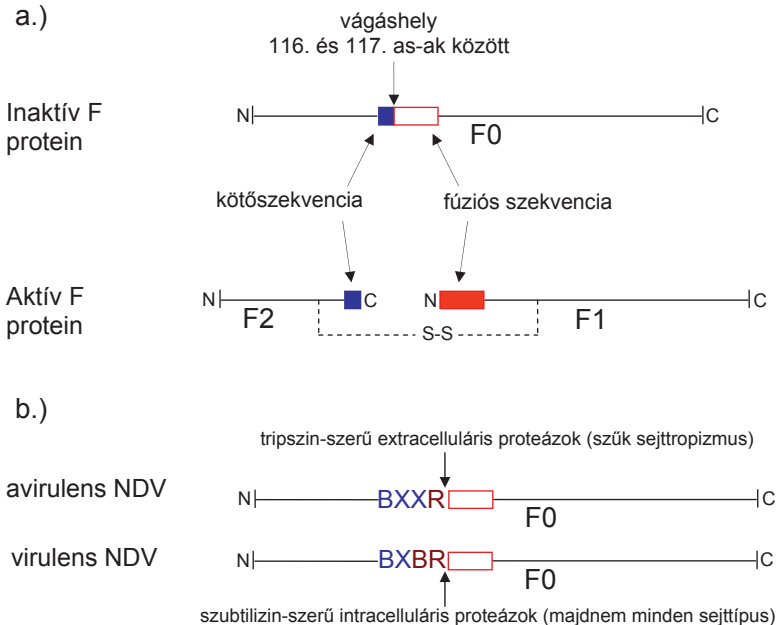 a.)
vágáshely
116. és 117. as-ak között
Inaktív F
protein
N
F0
C
kötőszekvencia
fúziós szekvencia
Aktív F
protein
N
F2
C
N
F1
C
S-S
b.)
tripszin-szerű extracelluláris proteázok (szűk sejttropizmus)
avirulens NDV
N
BXXR
F0
C
virulens NDV
N
BXBR
F0
C
szubtilizin-szerű intracelluláris proteázok (majdnem minden sejttípus)